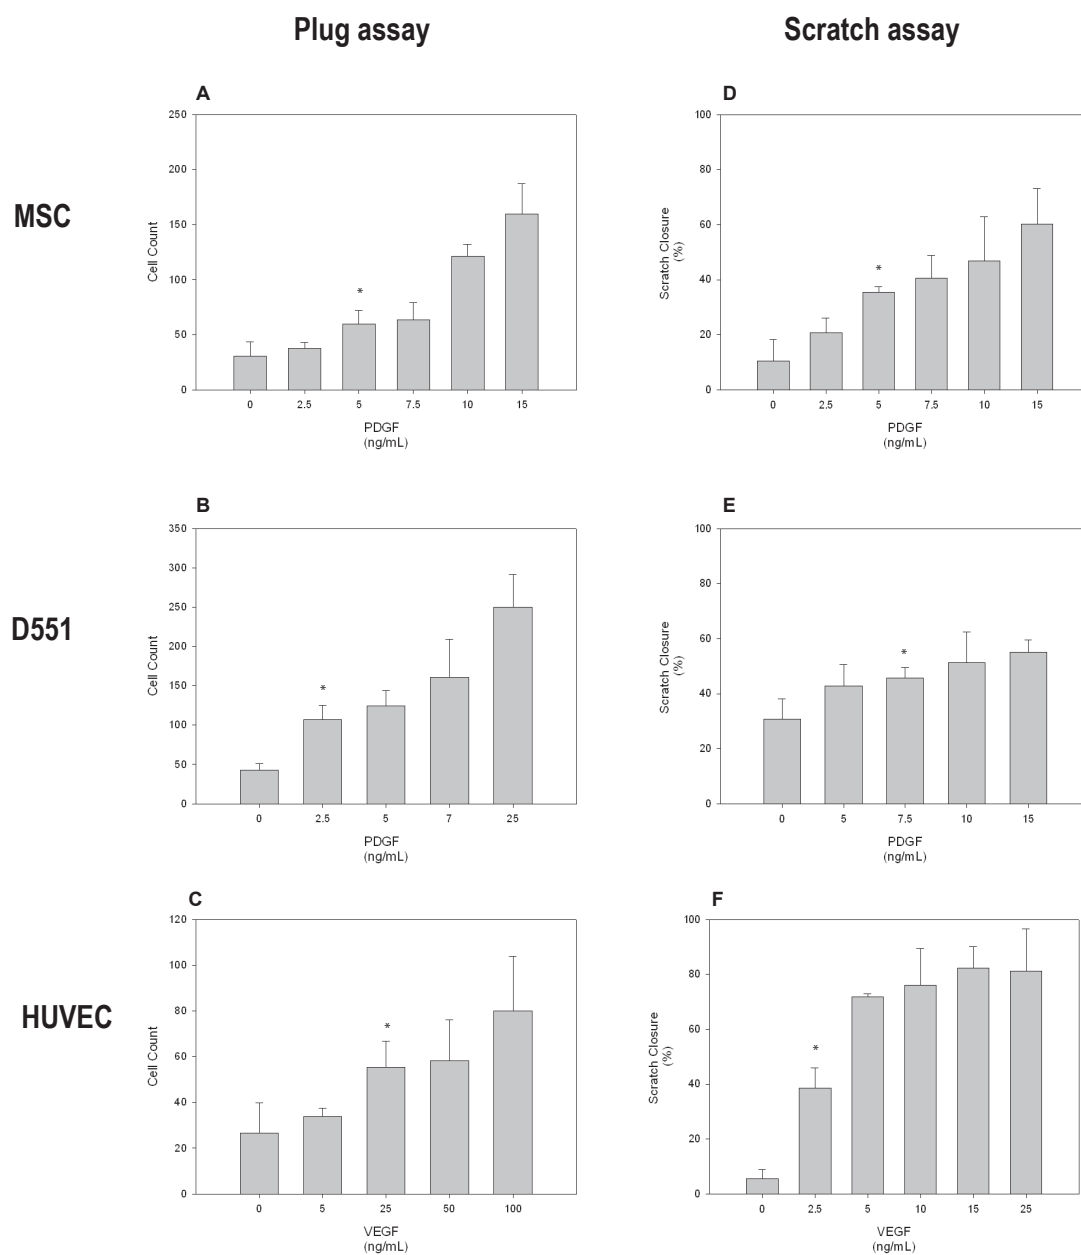 Plug assay
Scratch assay
MSC
A
250
200
150
100
50
0
Cell Count
*
0 2.5 5 7.5 10 15
PDGF
(ng/mL)
D
100
80
60
40
20
0
Scratch Closure
(%)
*
0 2.5 5 7.5 10 15
PDGF
(ng/mL)
D551
B
350
300
250
200
150
100
50
0
Cell Count
*
0 2.5 5 7 25
PDGF
(ng/mL)
E
100
80
60
40
20
0
Scratch Closure
(%)
*
0 5 7.5 10 15
PDGF
(ng/mL)
HUVEC
C
120
100
80
60
40
20
0
Cell Count
*
0 5 25 50 100
VEGF
(ng/mL)
F
100
80
60
40
20
0
Scratch Closure
(%)
*
0 2.5 5 10 15 25
VEGF
(ng/mL)